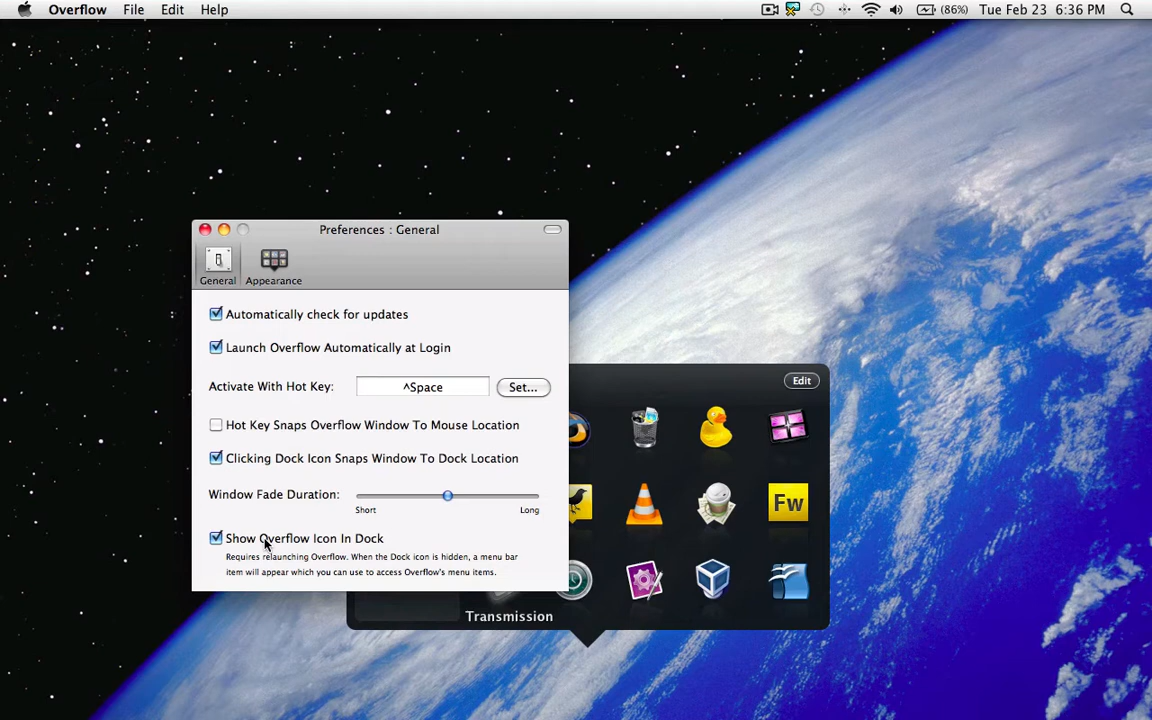 Overflow File Edit Help (86%) Tue Feb 23 6:36 PM
Preferences : General
General Appearance
Automatically check for updates
Launch Overflow Automatically at Login
Activate With Hot Key: ^Space Set...
Hot Key Snaps Overflow Window To Mouse Location
Clicking Dock Icon Snaps Window To Dock Location
Window Fade Duration:
Short Long
Show Overflow Icon In Dock
Requires relaunching Overflow. When the Dock icon is hidden, a menu bar
item will appear which you can use to access Overflow's menu items.
Edit
Fw
Transmission